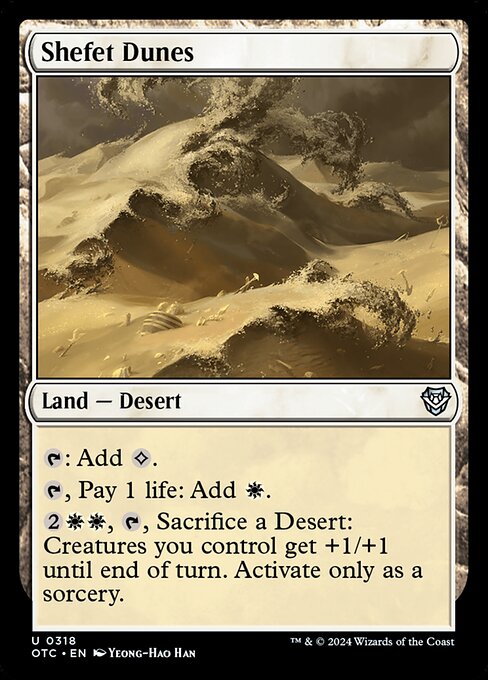 Shefet Dunes
Land — Desert
: Add .
, Pay 1 life: Add .
2, , Sacrifice a Desert:
Creatures you control get +1/+1
until end of turn. Activate only as a
sorcery.
U 0318
OTC • EN Yeong-Hao Han
™ & © 2024 Wizards of the Coast